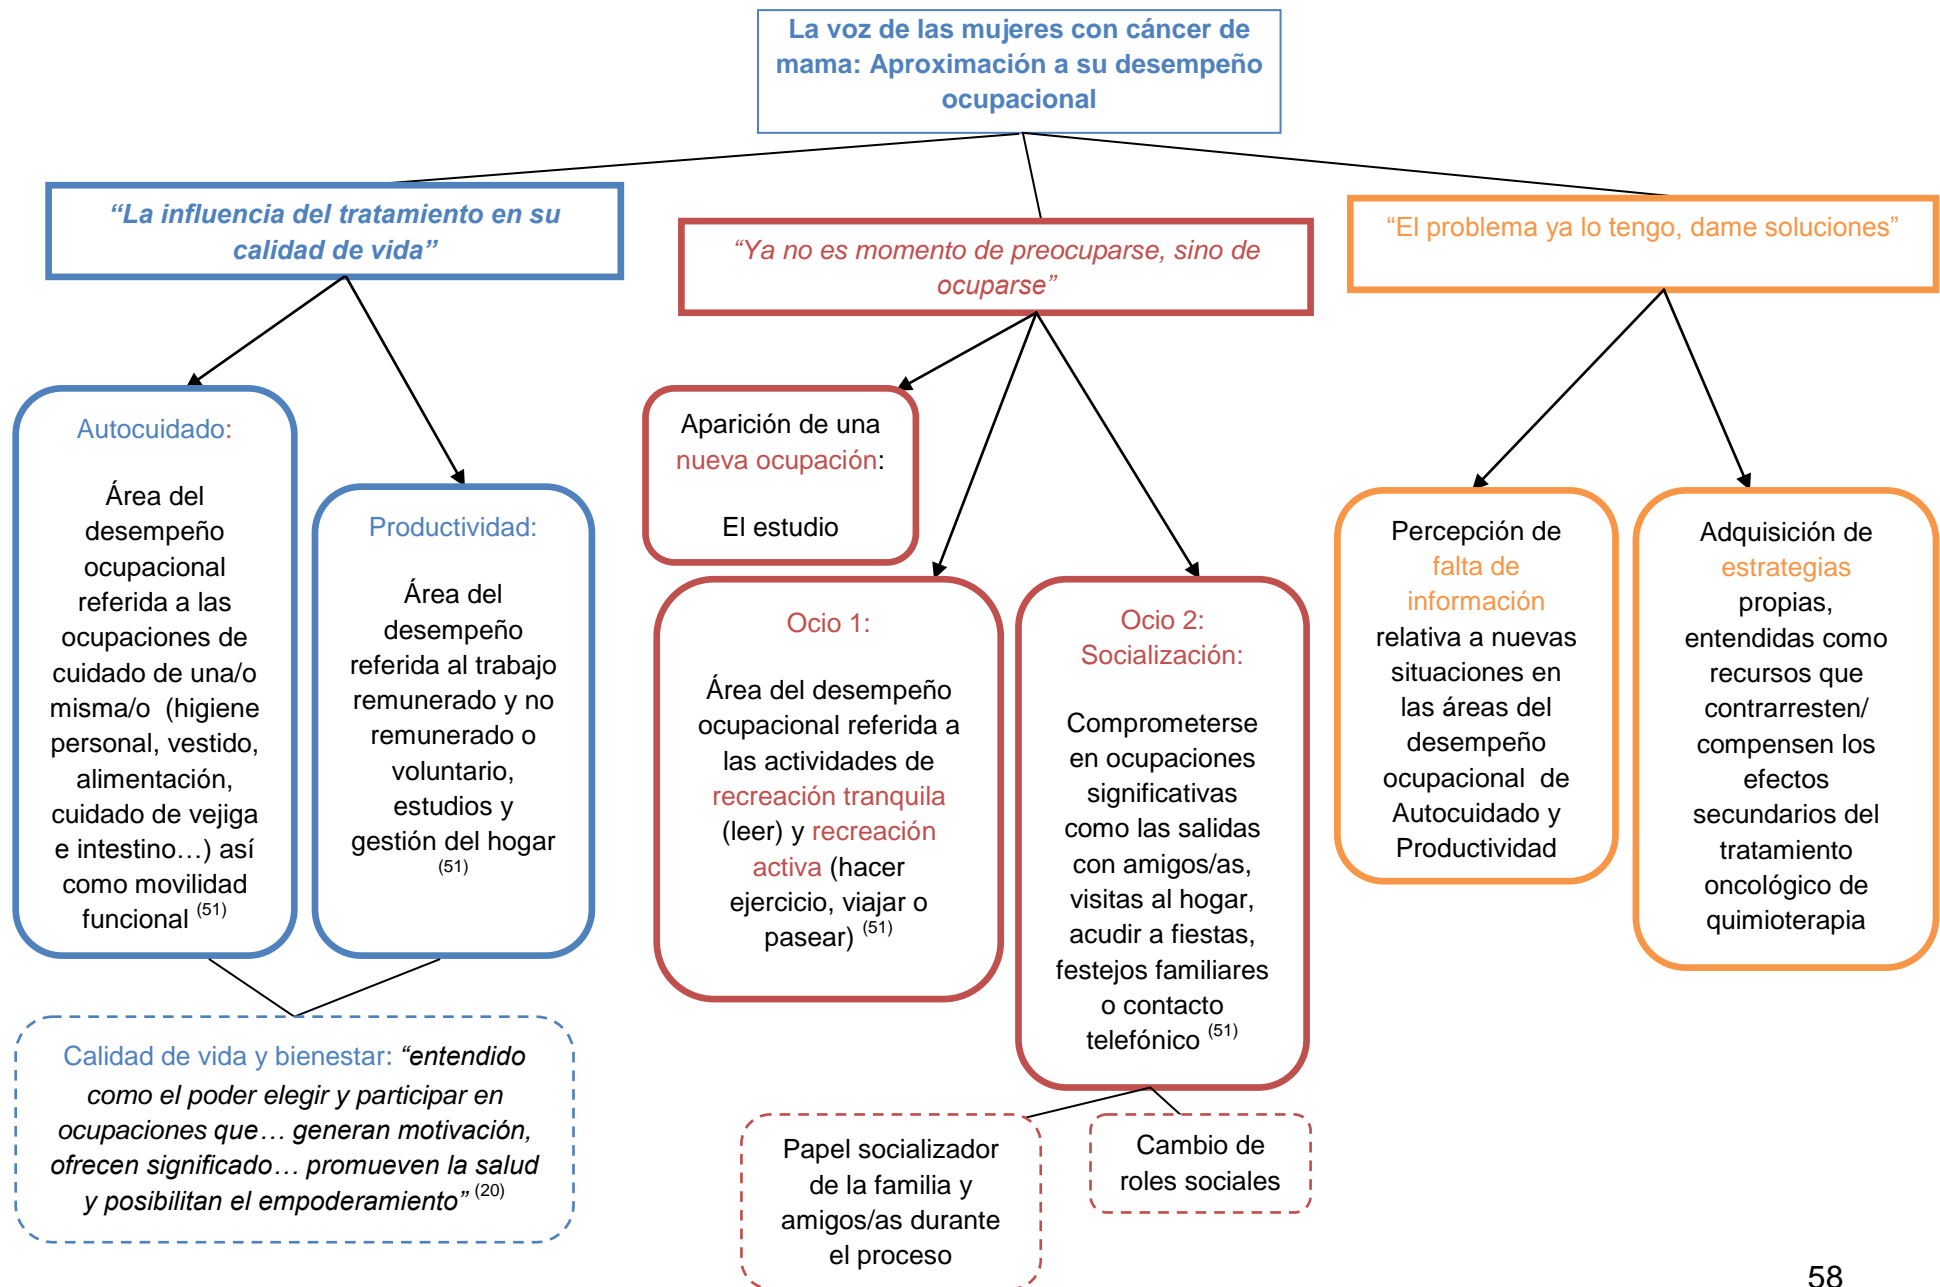 La voz de las mujeres con cáncer de
mama: Aproximación a su desempeño
ocupacional
“La influencia del tratamiento en su
calidad de vida”
“Ya no es momento de preocuparse, sino de
ocuparse”
“El problema ya lo tengo, dame soluciones”
Autocuidado:
Área del
desempeño
ocupacional
referida a las
ocupaciones de
cuidado de una/o
misma/o (higiene
personal, vestido,
alimentación,
cuidado de vejiga
e intestino…) así
como movilidad
funcional (51)
Productividad:
Área del
desempeño
referida al trabajo
remunerado y no
remunerado o
voluntario,
estudios y
gestión del hogar
(51)
Calidad de vida y bienestar: “entendido
como el poder elegir y participar en
ocupaciones que… generan motivación,
ofrecen significado… promueven la salud
y posibilitan el empoderamiento” (20)
Aparición de una
nueva ocupación:
El estudio
Ocio 1:
Área del desempeño
ocupacional referida a
las actividades de
recreación tranquila
(leer) y recreación
activa (hacer
ejercicio, viajar o
pasear) (51)
Ocio 2:
Socialización:
Comprometerse
en ocupaciones
significativas
como las salidas
con amigos/as,
visitas al hogar,
acudir a fiestas,
festejos familiares
o contacto
telefónico (51)
Papel socializador
de la familia y
amigos/as durante
el proceso
Cambio de
roles sociales
Percepción de
falta de
información
relativa a nuevas
situaciones en
las áreas del
desempeño
ocupacional de
Autocuidado y
Productividad
Adquisición de
estrategias
propias,
entendidas como
recursos que
contrarresten/
compensen los
efectos
secundarios del
tratamiento
oncológico de
quimioterapia
58